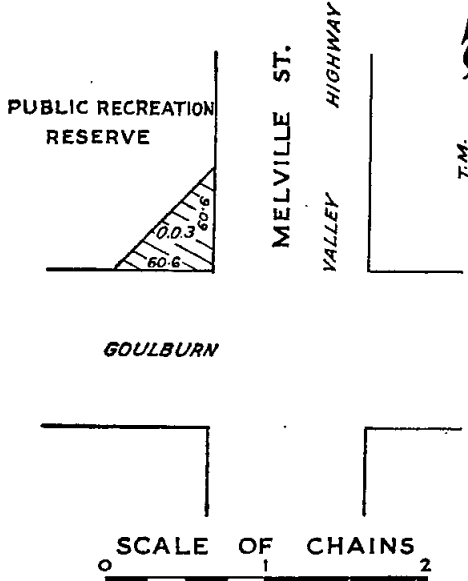 PUBLIC RECREATION
RESERVE
MELVILLE ST.
VALLEY HIGHWAY
T.M.
60·6
0.0.3
60·6
GOULBURN
SCALE OF CHAINS
0 1 2